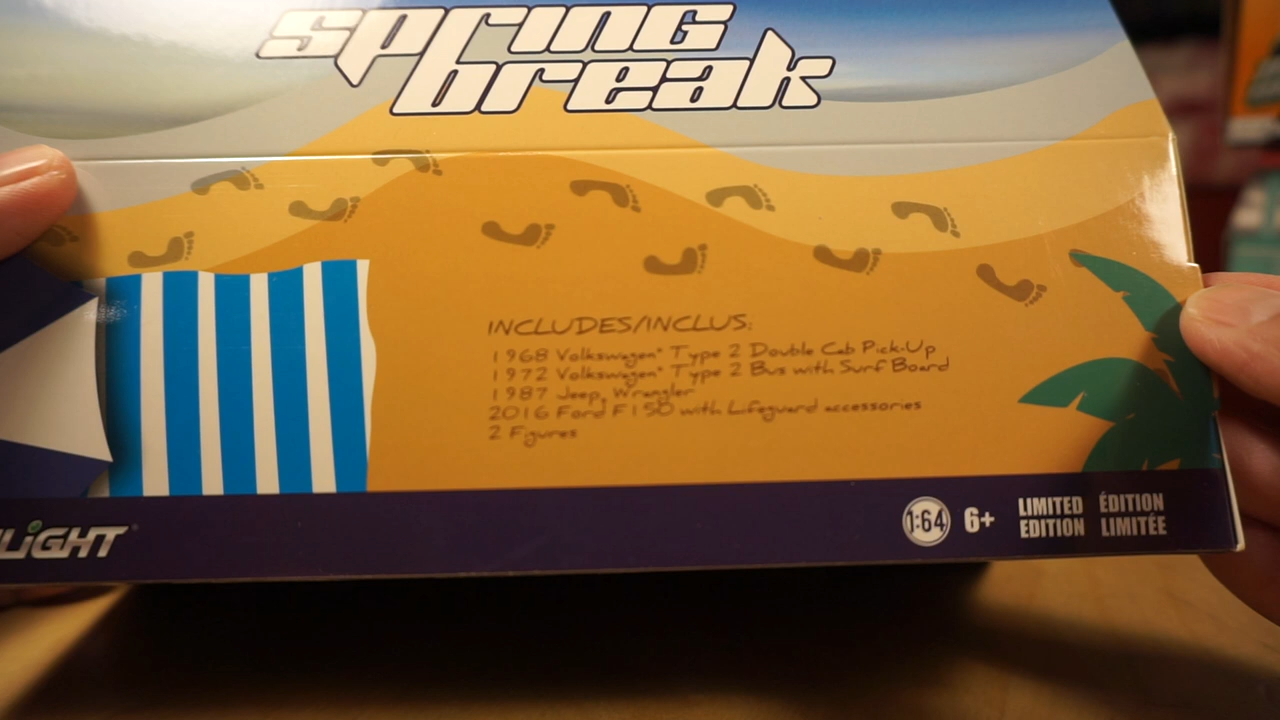 spring
break
INCLUDES/INCLUS:
1968 Volkswagen® Type 2 Double Cab Pick-Up
1972 Volkswagen® Type 2 Bus with Surf Board
1987 Jeep® Wrangler
2016 Ford F150 with Lifeguard accessories
2 Figures
LIGHT
1:64 6+ LIMITED ÉDITION
EDITION LIMITÉE